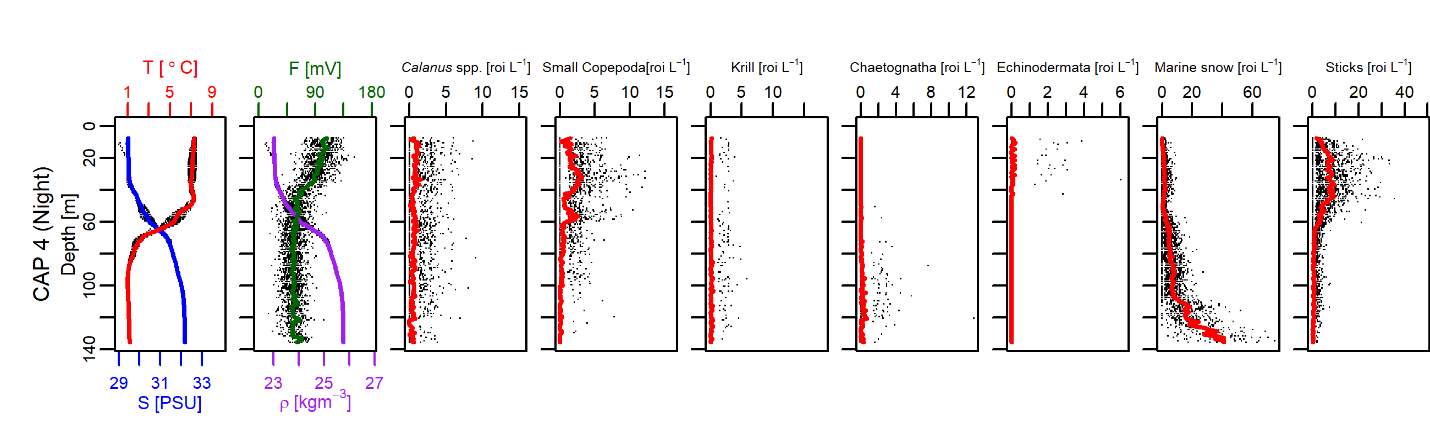 T [ ° C]
F [mV]
Calanus spp. [roi L⁻¹]
Small Copepoda[roi L⁻¹]
Krill [roi L⁻¹]
Chaetognatha [roi L⁻¹]
Echinodermata [roi L⁻¹]
Marine snow [roi L⁻¹]
Sticks [roi L⁻¹]
1 5 9
0 90 180
0 5 10 15
0 5 10 15
0 5 10
0 4 8 12
0 2 4 6
0 20 40 60
0 20 40
CAP 4 (Night)
Depth [m]
0
20
60
100
140
29 31 33
S [PSU]
23 25 27
ρ [kgm⁻³]